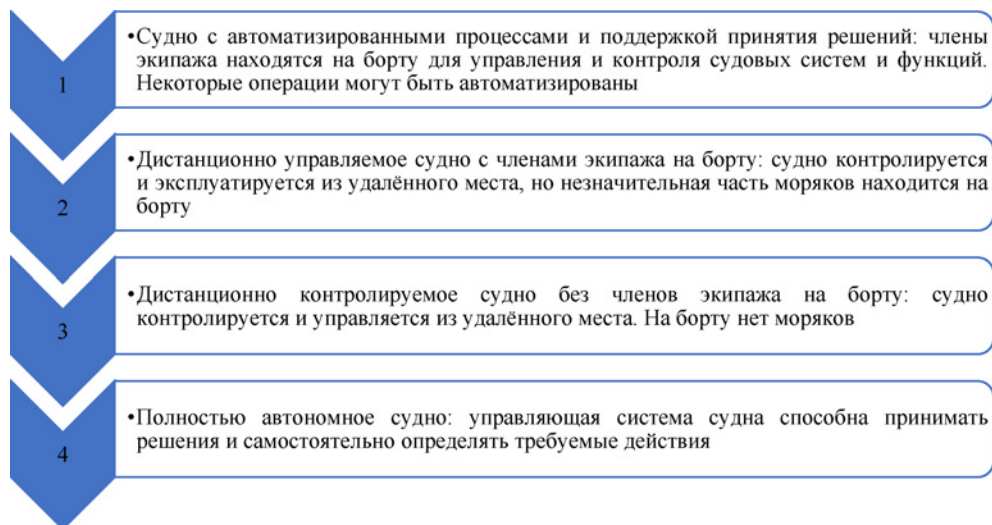 1
•Судно с автоматизированными процессами и поддержкой принятия решений: члены
экипажа находятся на борту для управления и контроля судовых систем и функций.
Некоторые операции могут быть автоматизированы
2
•Дистанционно управляемое судно с членами экипажа на борту: судно контролируется
и эксплуатируется из удалённого места, но незначительная часть моряков находится на
борту
3
•Дистанционно контролируемое судно без членов экипажа на борту: судно
контролируется и управляется из удалённого места. На борту нет моряков
4
•Полностью автономное судно: управляющая система судна способна принимать
решения и самостоятельно определять требуемые действия